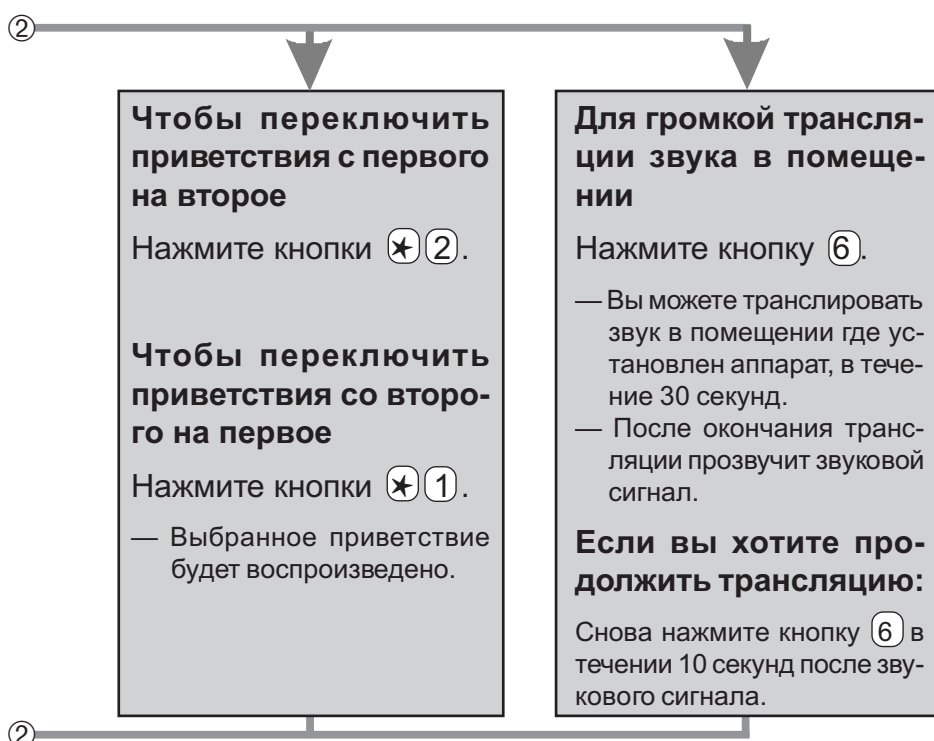 ②
Чтобы переключить
приветствия с первого
на второе
Нажмите кнопки ✶ 2.
Чтобы переключить
приветствия со второ-
го на первое
Нажмите кнопки ✶ 1.
— Выбранное приветствие
будет воспроизведено.
Для громкой трансля-
ции звука в помеще-
нии
Нажмите кнопку 6.
— Вы можете транслировать
звук в помещении где ус-
тановлен аппарат, в тече-
ние 30 секунд.
— После окончания транс-
ляции прозвучит звуковой
сигнал.
Если вы хотите про-
должить трансляцию:
Снова нажмите кнопку 6 в
течении 10 секунд после зву-
кового сигнала.
②